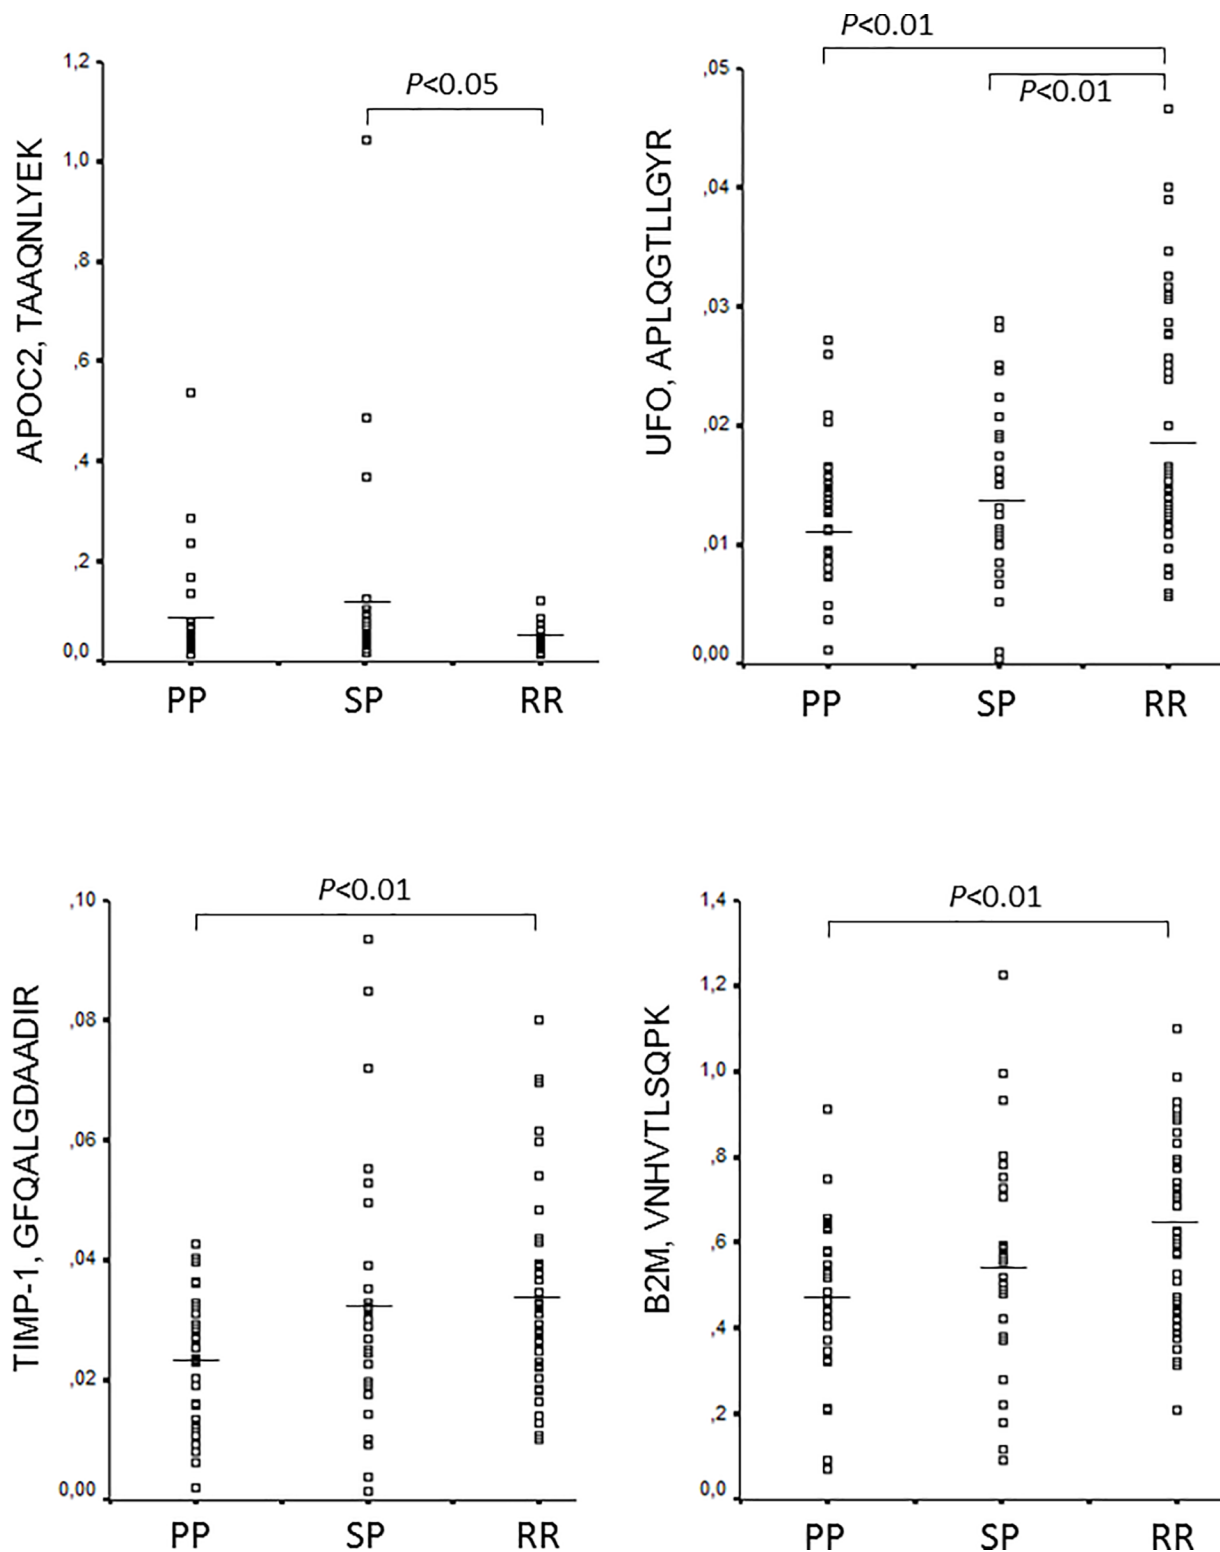 P<0.05
1,2
1,0
,8
,6
,4
,2
0,0
APOC2, TAAQNLYEK
PP SP RR
P<0.01
P<0.01
,05
,04
,03
,02
,01
0,00
UFO, APLQGTLLGYR
PP SP RR
P<0.01
,10
,08
,06
,04
,02
0,00
TIMP-1, GFQALGDAADIR
PP SP RR
P<0.01
1,4
1,2
1,0
,8
,6
,4
,2
0,0
B2M, VNHVTLSQPK
PP SP RR